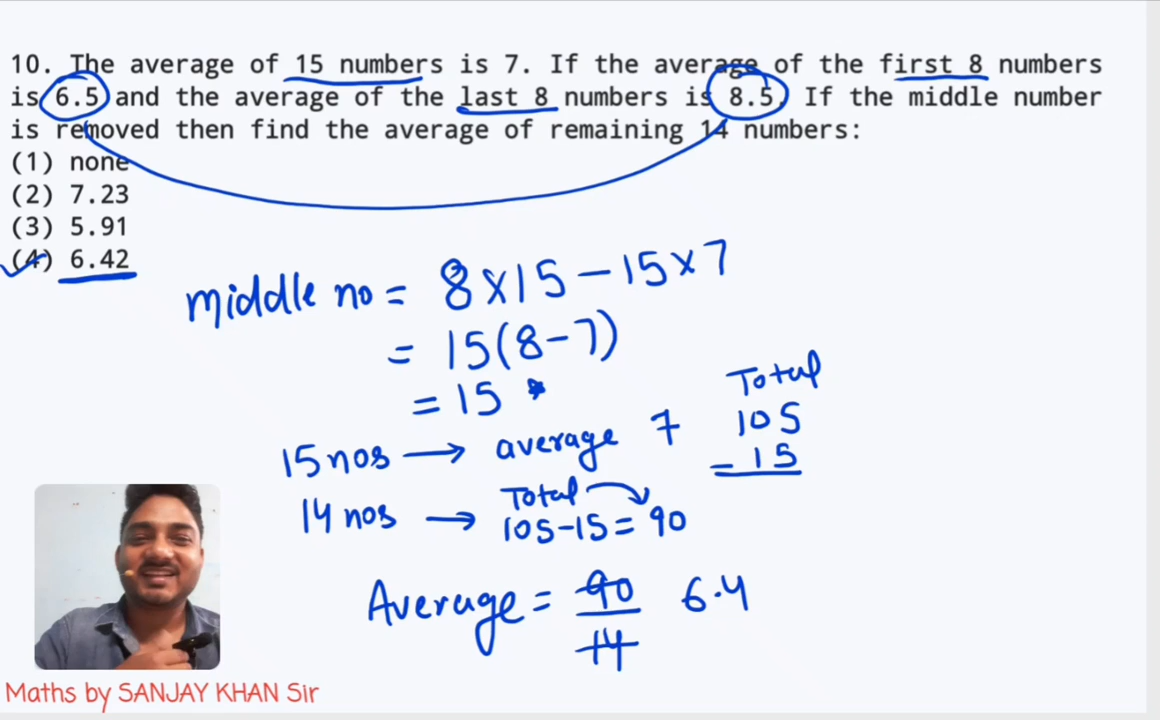 10. The average of 15 numbers is 7. If the average of the first 8 numbers
is 6.5 and the average of the last 8 numbers is 8.5. If the middle number
is removed then find the average of remaining 14 numbers:
(1) none
(2) 7.23
(3) 5.91
(4) 6.42
middle no = 8×15-15×7
= 15(8-7)
= 15
Total
15 nos → average 7 105
= 15
14 nos → Total
105-15 = 90
Average = 90/14 6.4
Maths by SANJAY KHAN Sir